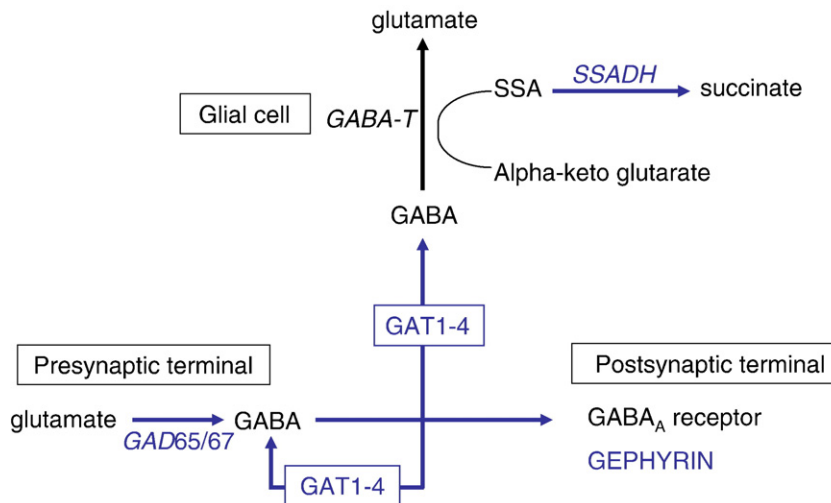 glutamate
SSADH
SSA
succinate
Glial cell
GABA-T
Alpha-keto glutarate
GABA
GAT1-4
Presynaptic terminal
Postsynaptic terminal
glutamate
GABA
GABAA receptor
GAD65/67
GEPHYRIN
GAT1-4